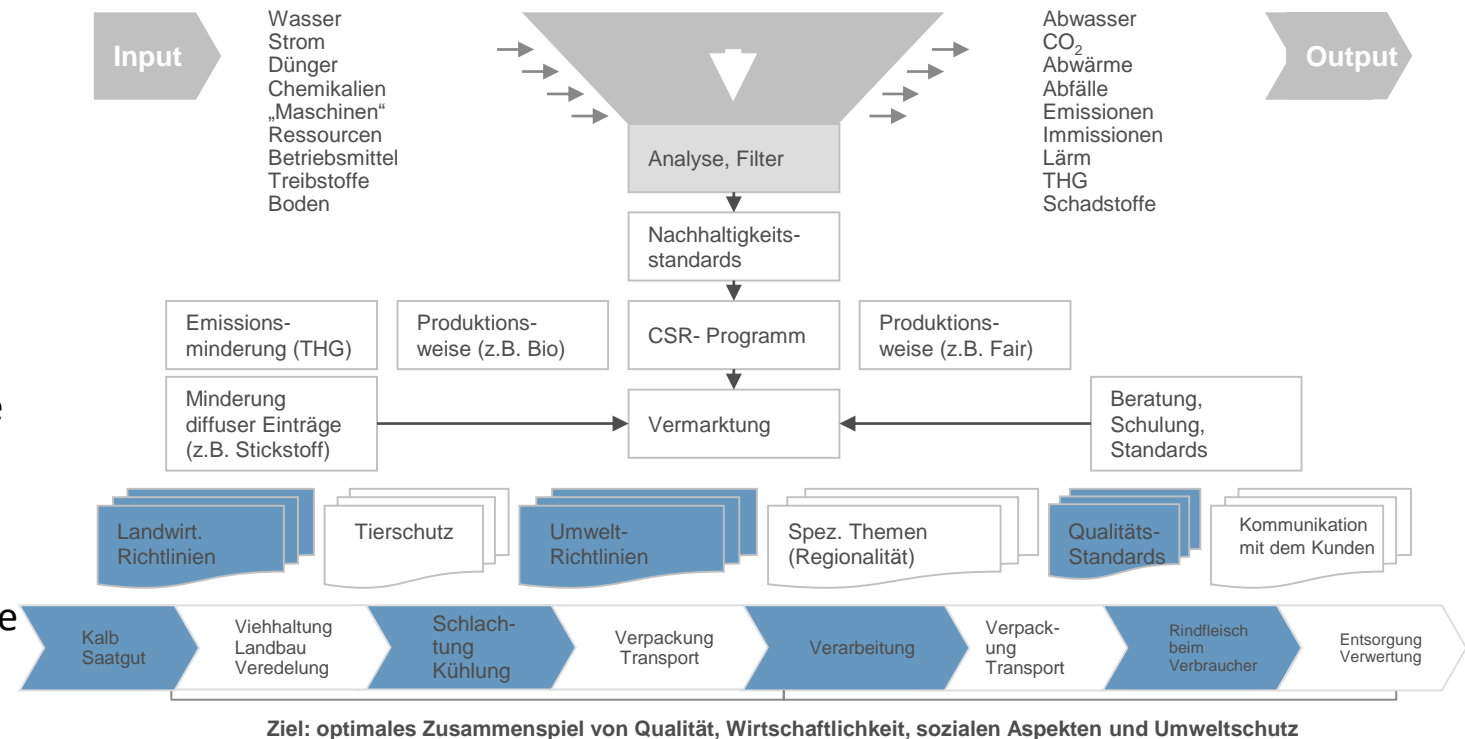 Input
Wasser
Strom
Dünger
Chemikalien
„Maschinen“
Ressourcen
Betriebsmittel
Treibstoffe
Boden
Abwasser
CO₂
Abwärme
Abfälle
Emissionen
Immissionen
Lärm
THG
Schadstoffe
Output
Analyse, Filter
Nachhaltigkeits-
standards
Emissions-
minderung (THG)
Produktions-
weise (z.B. Bio)
CSR- Programm
Produktions-
weise (z.B. Fair)
Minderung
diffuser Einträge
(z.B. Stickstoff)
Vermarktung
Beratung,
Schulung,
Standards
e
Landwirt.
Richtlinien
Tierschutz
Umwelt-
Richtlinien
Spez. Themen
(Regionalität)
Qualitäts-
Standards
Kommunikation
mit dem Kunden
e
Kalb
Saatgut
Viehhaltung
Landbau
Veredelung
Schlach-
tung
Kühlung
Verpackung
Transport
Verarbeitung
Verpack-
ung
Transport
Rindfleisch
beim
Verbraucher
Entsorgung
Verwertung
Ziel: optimales Zusammenspiel von Qualität, Wirtschaftlichkeit, sozialen Aspekten und Umweltschutz